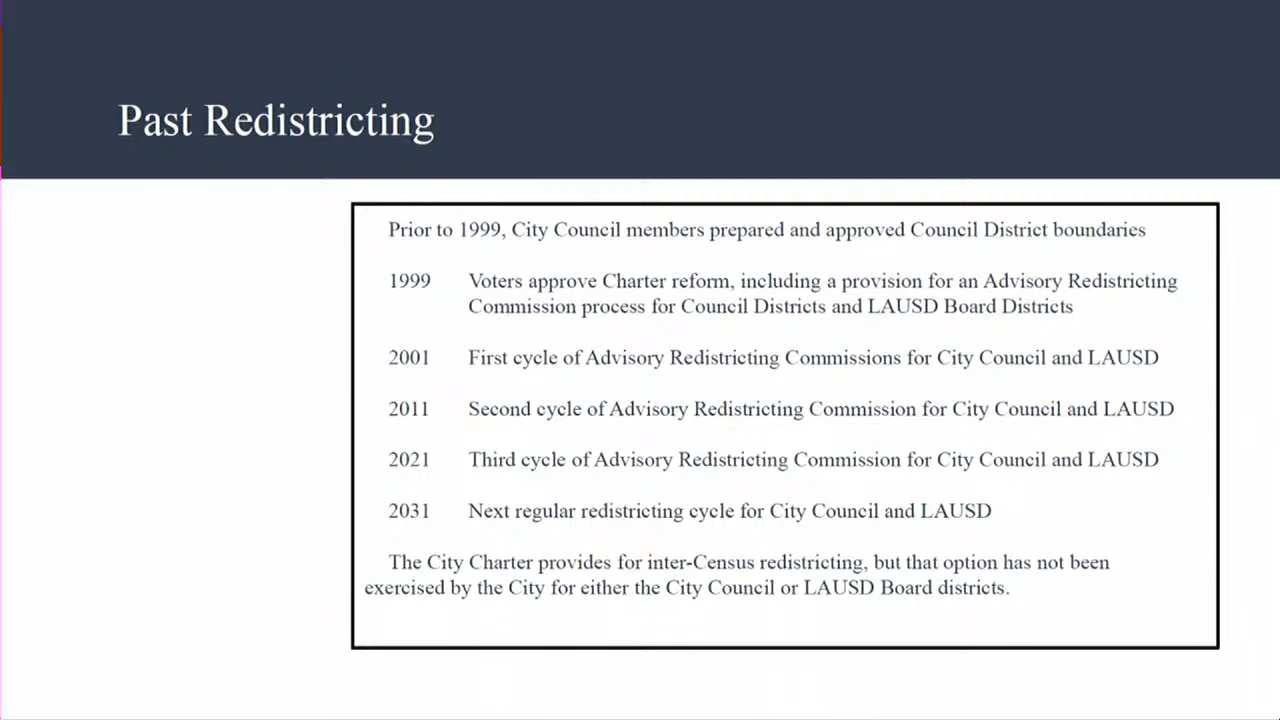 Past Redistricting
Prior to 1999, City Council members prepared and approved Council District boundaries
1999 Voters approve Charter reform, including a provision for an Advisory Redistricting
Commission process for Council Districts and LAUSD Board Districts
2001 First cycle of Advisory Redistricting Commissions for City Council and LAUSD
2011 Second cycle of Advisory Redistricting Commission for City Council and LAUSD
2021 Third cycle of Advisory Redistricting Commission for City Council and LAUSD
2031 Next regular redistricting cycle for City Council and LAUSD
The City Charter provides for inter-Census redistricting, but that option has not been
exercised by the City for either the City Council or LAUSD Board districts.